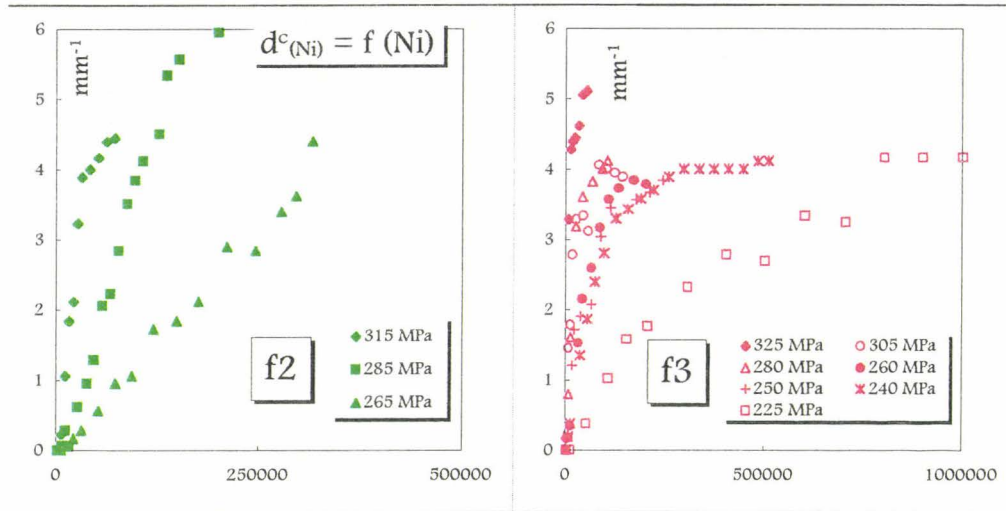 d^c(Ni) = f (Ni)
mm⁻¹
6
5
4
3
2
1
0
0
250000
500000
f2
315 MPa
285 MPa
265 MPa
mm⁻¹
6
5
4
3
2
1
0
0
500000
1000000
f3
325 MPa
305 MPa
280 MPa
260 MPa
250 MPa
240 MPa
225 MPa